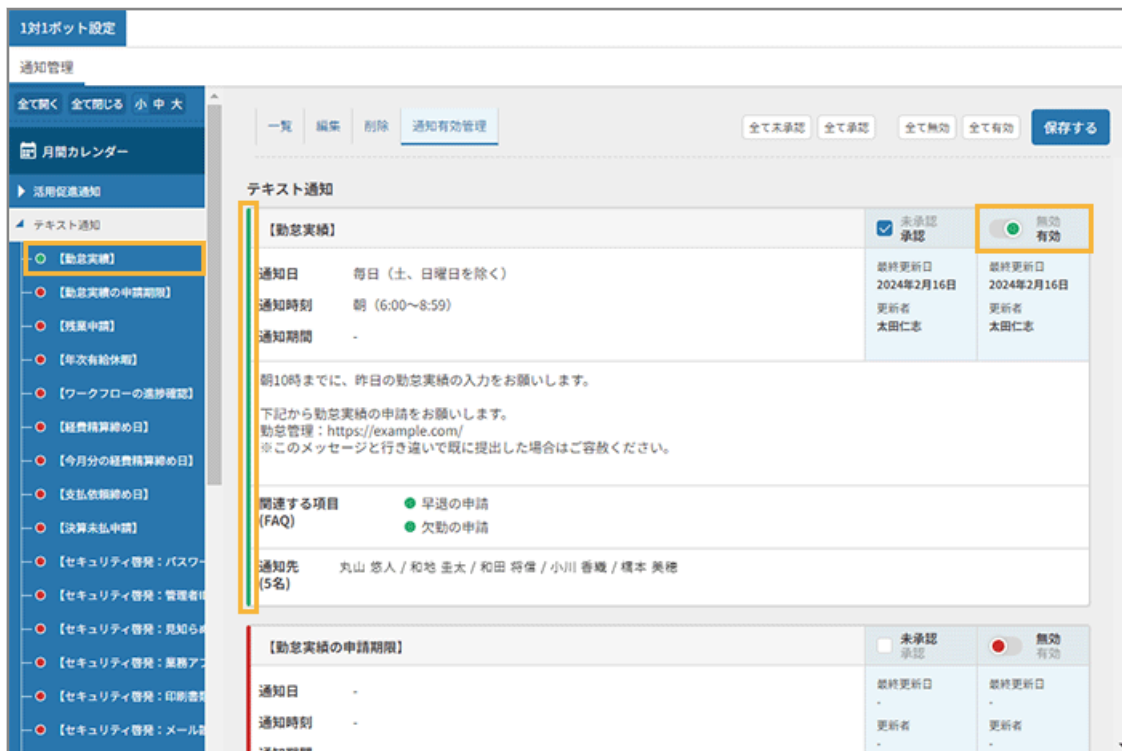 1対1ボット設定
通知管理
全て開く 全て閉じる 小 中 大
月間カレンダー
活用促進通知
テキスト通知
【勤怠実績】
【勤怠実績の申請期限】
【残業申請】
【年次有給休暇】
【ワークフローの進捗確認】
【経費精算締め日】
【今月分の経費精算締め日】
【支払依頼締め日】
【決算未払申請】
【セキュリティ啓発：パスワー
【セキュリティ啓発：管理者
【セキュリティ啓発：見知ら
【セキュリティ啓発：業務ア
【セキュリティ啓発：印刷書
【セキュリティ啓発：メール
一覧 編集 削除 通知有効管理
全て未承認 全て承認 全て無効 全て有効 保存する
テキスト通知
【勤怠実績】
未承認
承認
無効
有効
通知日 毎日（土、日曜日を除く）
通知時刻 朝（6:00〜8:59）
通知期間 -
最終更新日
2024年2月16日
更新者
太田仁志
最終更新日
2024年2月16日
更新者
太田仁志
朝10時までに、昨日の勤怠実績の入力をお願いします。
下記から勤怠実績の申請をお願いします。
勤怠管理：https://example.com/
※このメッセージと行き違いで既に提出した場合はご容赦ください。
関連する項目
(FAQ)
早退の申請
欠勤の申請
通知先
(5名)
丸山 悠人 / 和地 圭太 / 和田 将信 / 小川 香織 / 橋本 美穂
【勤怠実績の申請期限】
未承認
承認
無効
有効
通知日 -
通知時刻 -
通知期間
最終更新日
-
更新者
-
最終更新日
-
更新者
-